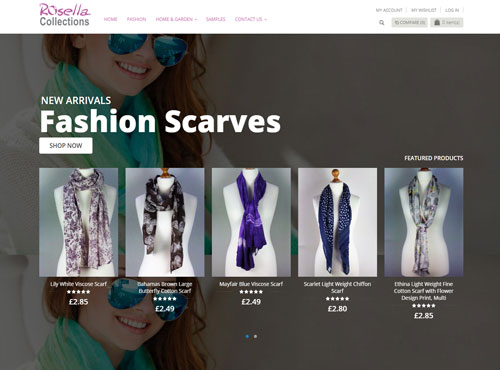 Rosella
Collections
HOME FASHION HOME & GARDEN SAMPLES CONTACT US
MY ACCOUNT MY WISHLIST LOG IN
COMPARE (0) 0 item(s)
NEW ARRIVALS
Fashion Scarves
SHOP NOW
FEATURED PRODUCTS
Lily White Viscose Scarf
£2.85
Bahamas Brown Large
Butterfly Cotton Scarf
£2.49
Mayfair Blue Viscose Scarf
£2.49
Scarlet Light Weight Chiffon
Scarf
£2.80
Ethina Light Weight Fine
Cotton Scarf with Flower
Design Print, Multi
£2.85